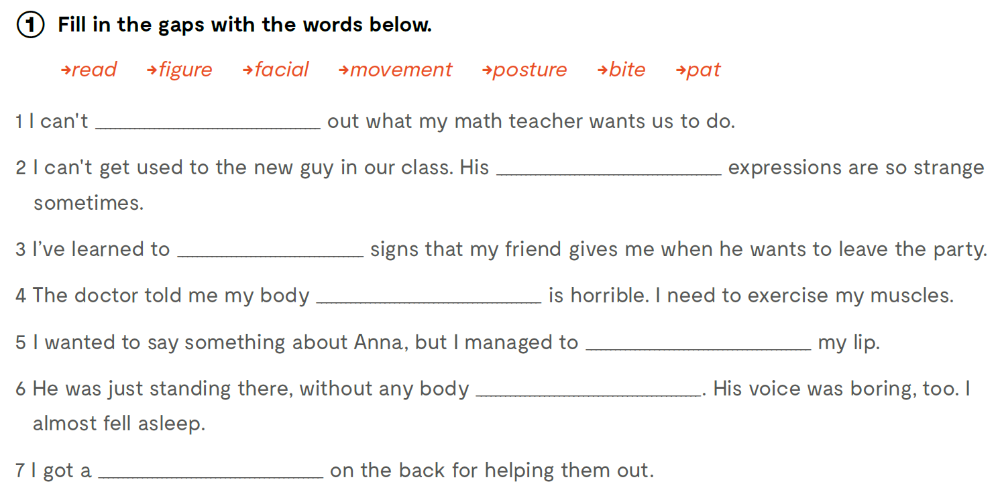 ① Fill in the gaps with the words below.
→read →figure →facial →movement →posture →bite →pat
1 I can't ____________________ out what my math teacher wants us to do.
2 I can't get used to the new guy in our class. His ____________________ expressions are so strange
sometimes.
3 I’ve learned to ____________________ signs that my friend gives me when he wants to leave the party.
4 The doctor told me my body ____________________ is horrible. I need to exercise my muscles.
5 I wanted to say something about Anna, but I managed to ____________________ my lip.
6 He was just standing there, without any body ____________________. His voice was boring, too. I
almost fell asleep.
7 I got a ____________________ on the back for helping them out.